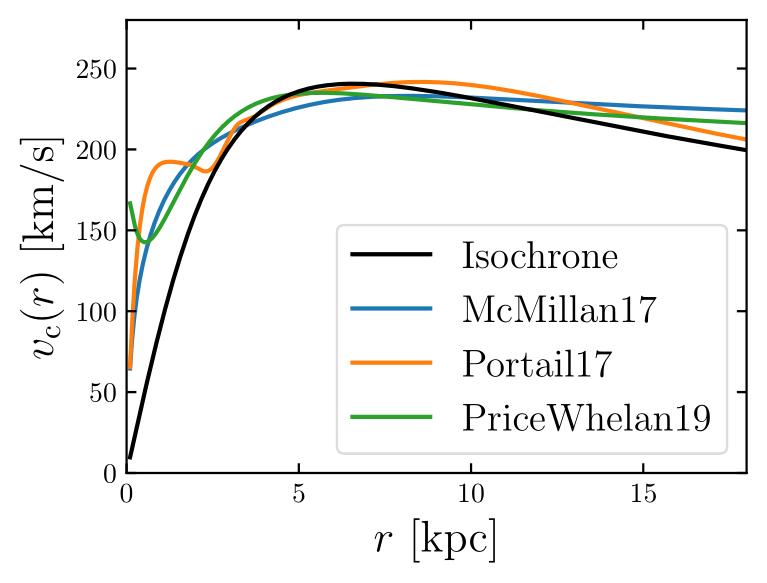 250
200
150
100
50
0
v_c(r) [km/s]
Isochrone
McMillan17
Portail17
PriceWhelan19
0 5 10 15
r [kpc]